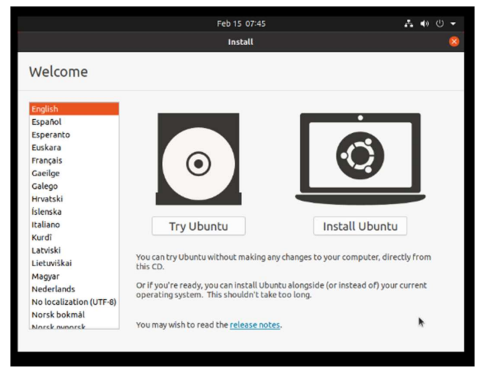 Feb 15 07:45
Install
Welcome
English
Español
Esperanto
Euskara
Français
Gaeilge
Galego
Hrvatski
Íslenska
Italiano
Kurdî
Latviski
Lietuviškai
Magyar
Nederlands
No localization (UTF-8)
Norsk bokmål
Norsk nynorsk
Try Ubuntu
Install Ubuntu
You can try Ubuntu without making any changes to your computer, directly from
this CD.
Or if you're ready, you can install Ubuntu alongside (or instead of) your current
operating system. This shouldn't take too long.
You may wish to read the release notes.